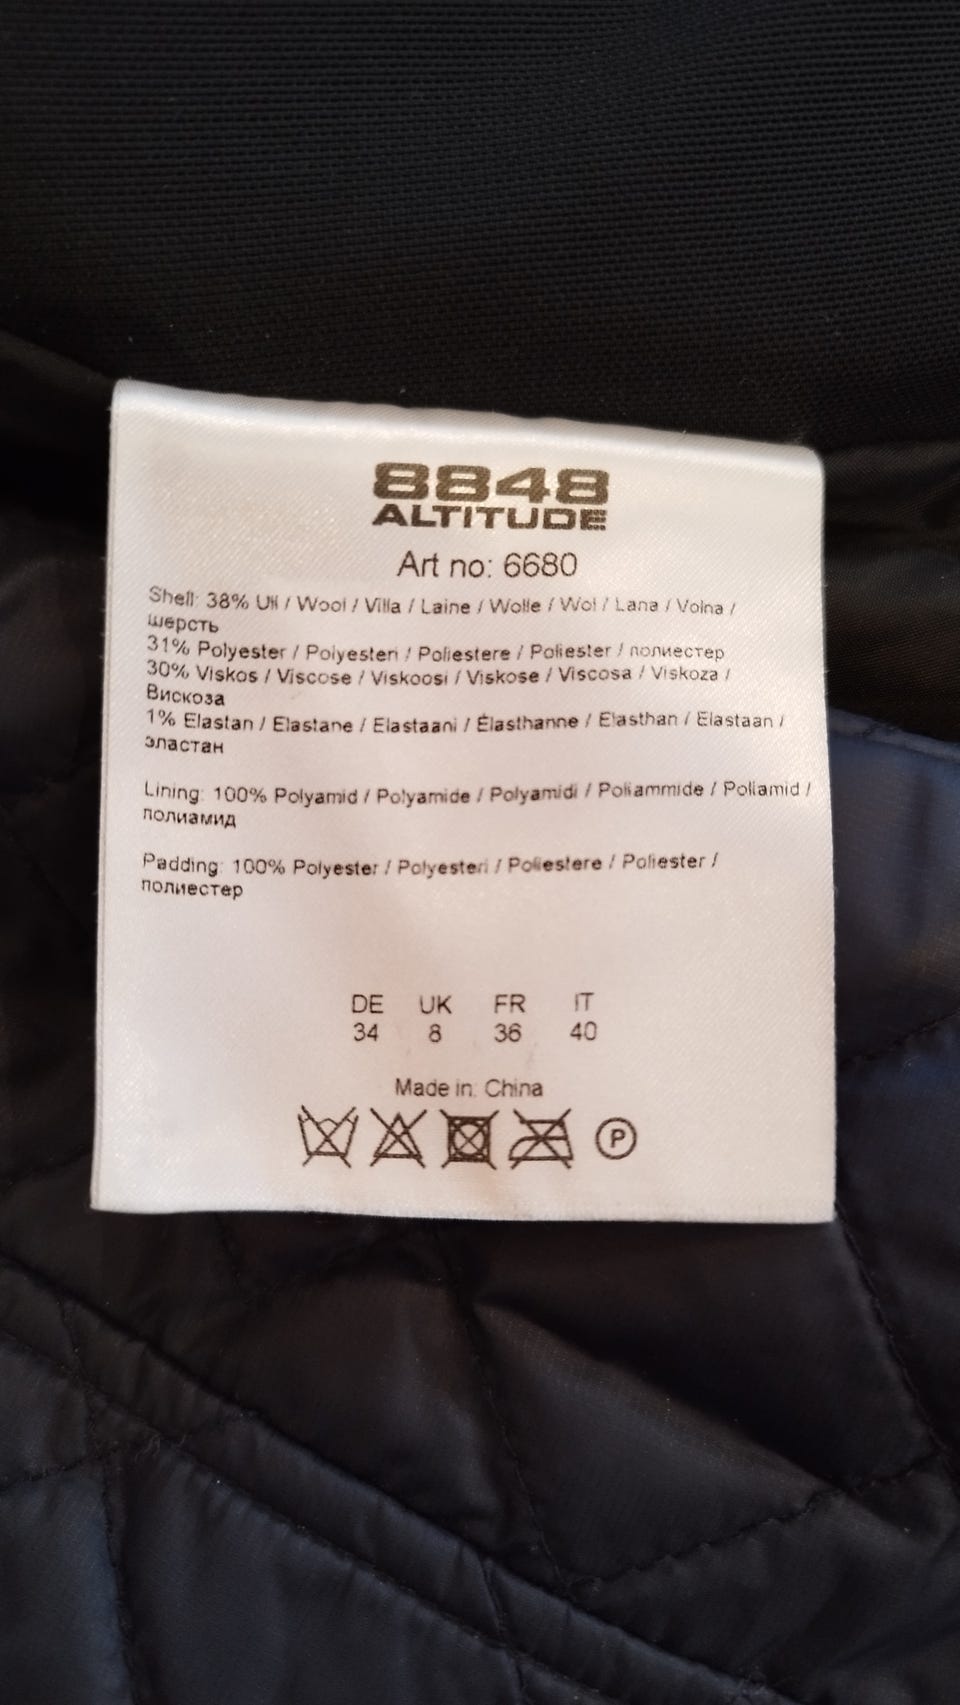 8848
ALTITUDE
Art no: 6680
Shell: 38% Ull / Wool / Villa / Laine / Wolle / Wol / Lana / Volna /
шерсть
31% Polyester / Polyesteri / Poliestere / Poliester / полиестер
30% Viskos / Viscose / Viskoosi / Viskose / Viscosa / Viskoza /
Вискоза
1% Elastan / Elastane / Elastaani / Élasthanne / Elasthan / Elastaan /
эластан
Lining: 100% Polyamid / Polyamide / Polyamidi / Poliammide / Poliamid /
полиамид
Padding: 100% Polyester / Polyesteri / Poliestere / Poliester /
полиестер
DE UK FR IT
34 8 36 40
Made in: China
P